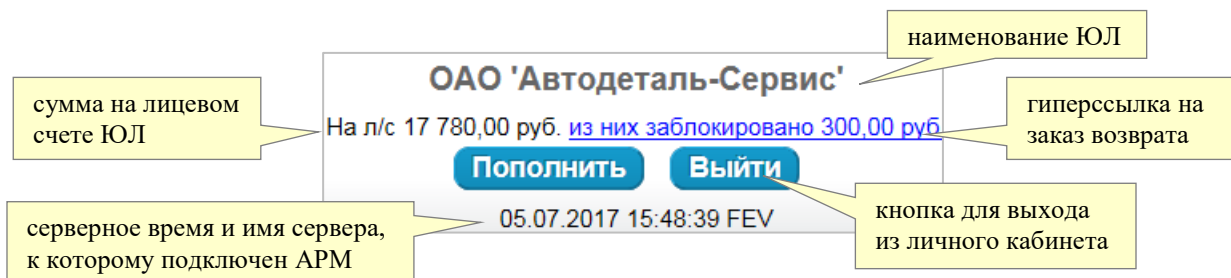 наименование ЮЛ
ОАО 'Автодеталь-Сервис'
сумма на лицевом
счете ЮЛ
На л/с 17 780,00 руб. из них заблокировано 300,00 руб.
гиперссылка на
заказ возврата
Пополнить Выйти
кнопка для выхода
из личного кабинета
05.07.2017 15:48:39 FEV
серверное время и имя сервера,
к которому подключен АРМ